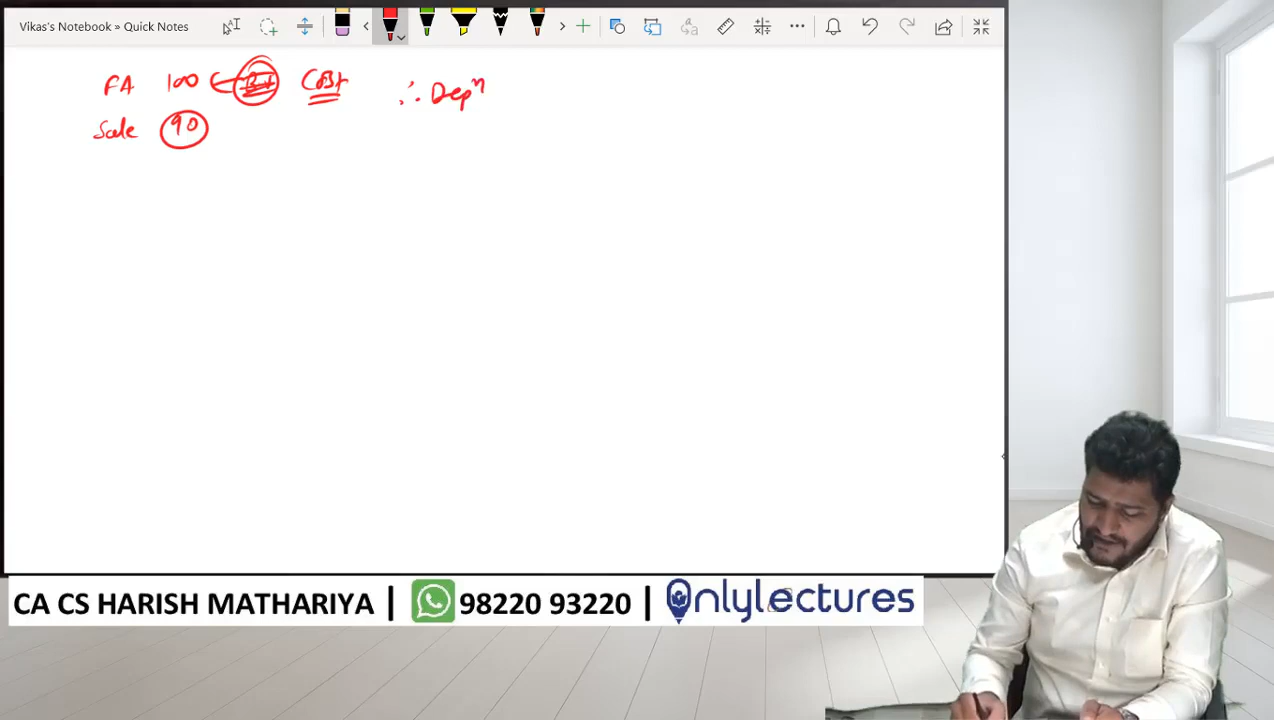 Vikas's Notebook » Quick Notes
FA 100 Cost ∴ Depⁿ
Sale 90
CA CS HARISH MATHARIYA | 98220 93220 | Onlylectures